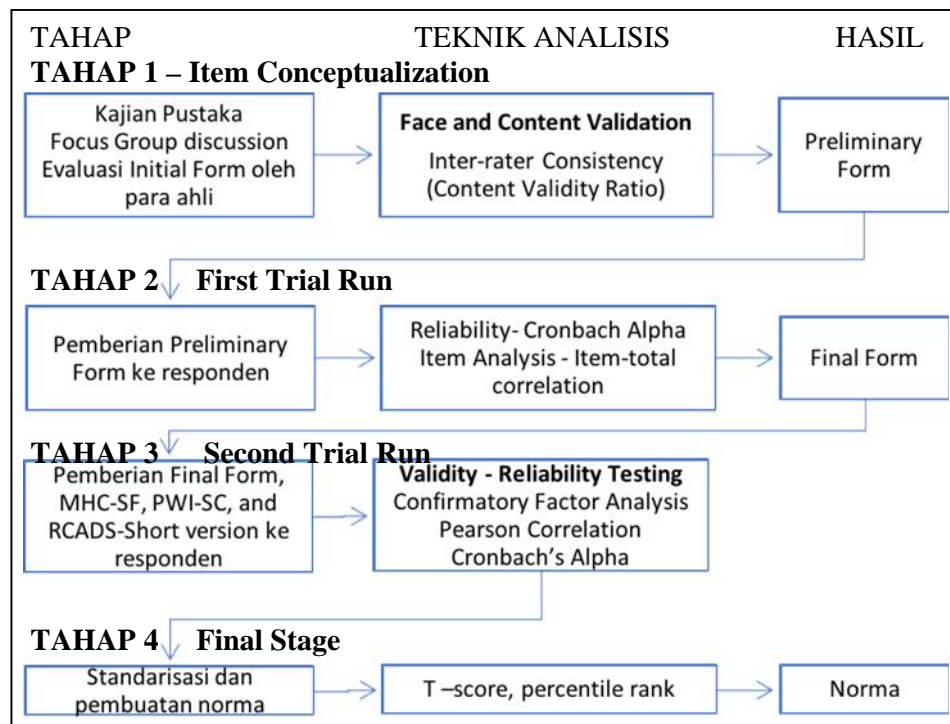 TAHAP TEKNIK ANALISIS HASIL
TAHAP 1 – Item Conceptualization
Kajian Pustaka
Focus Group discussion
Evaluasi Initial Form oleh
para ahli
Face and Content Validation
Inter-rater Consistency
(Content Validity Ratio)
Preliminary
Form
TAHAP 2 First Trial Run
Pemberian Preliminary
Form ke responden
Reliability- Cronbach Alpha
Item Analysis - Item-total
correlation
Final Form
TAHAP 3 Second Trial Run
Pemberian Final Form,
MHC-SF, PWI-SC, and
RCADS-Short version ke
responden
Validity - Reliability Testing
Confirmatory Factor Analysis
Pearson Correlation
Cronbach’s Alpha
TAHAP 4 Final Stage
Standarisasi dan
pembuatan norma
T –score, percentile rank
Norma